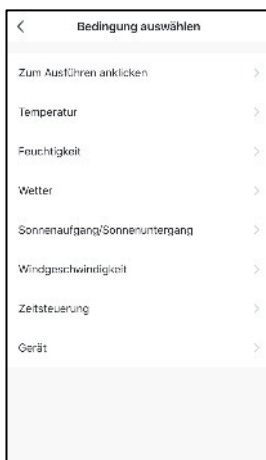 Bedingung auswählen
Zum Ausführen anklicken
Temperatur
Feuchtigkeit
Wetter
Sonnenaufgang/Sonnenuntergang
Windgeschwindigkeit
Zeitsteuerung
Gerät